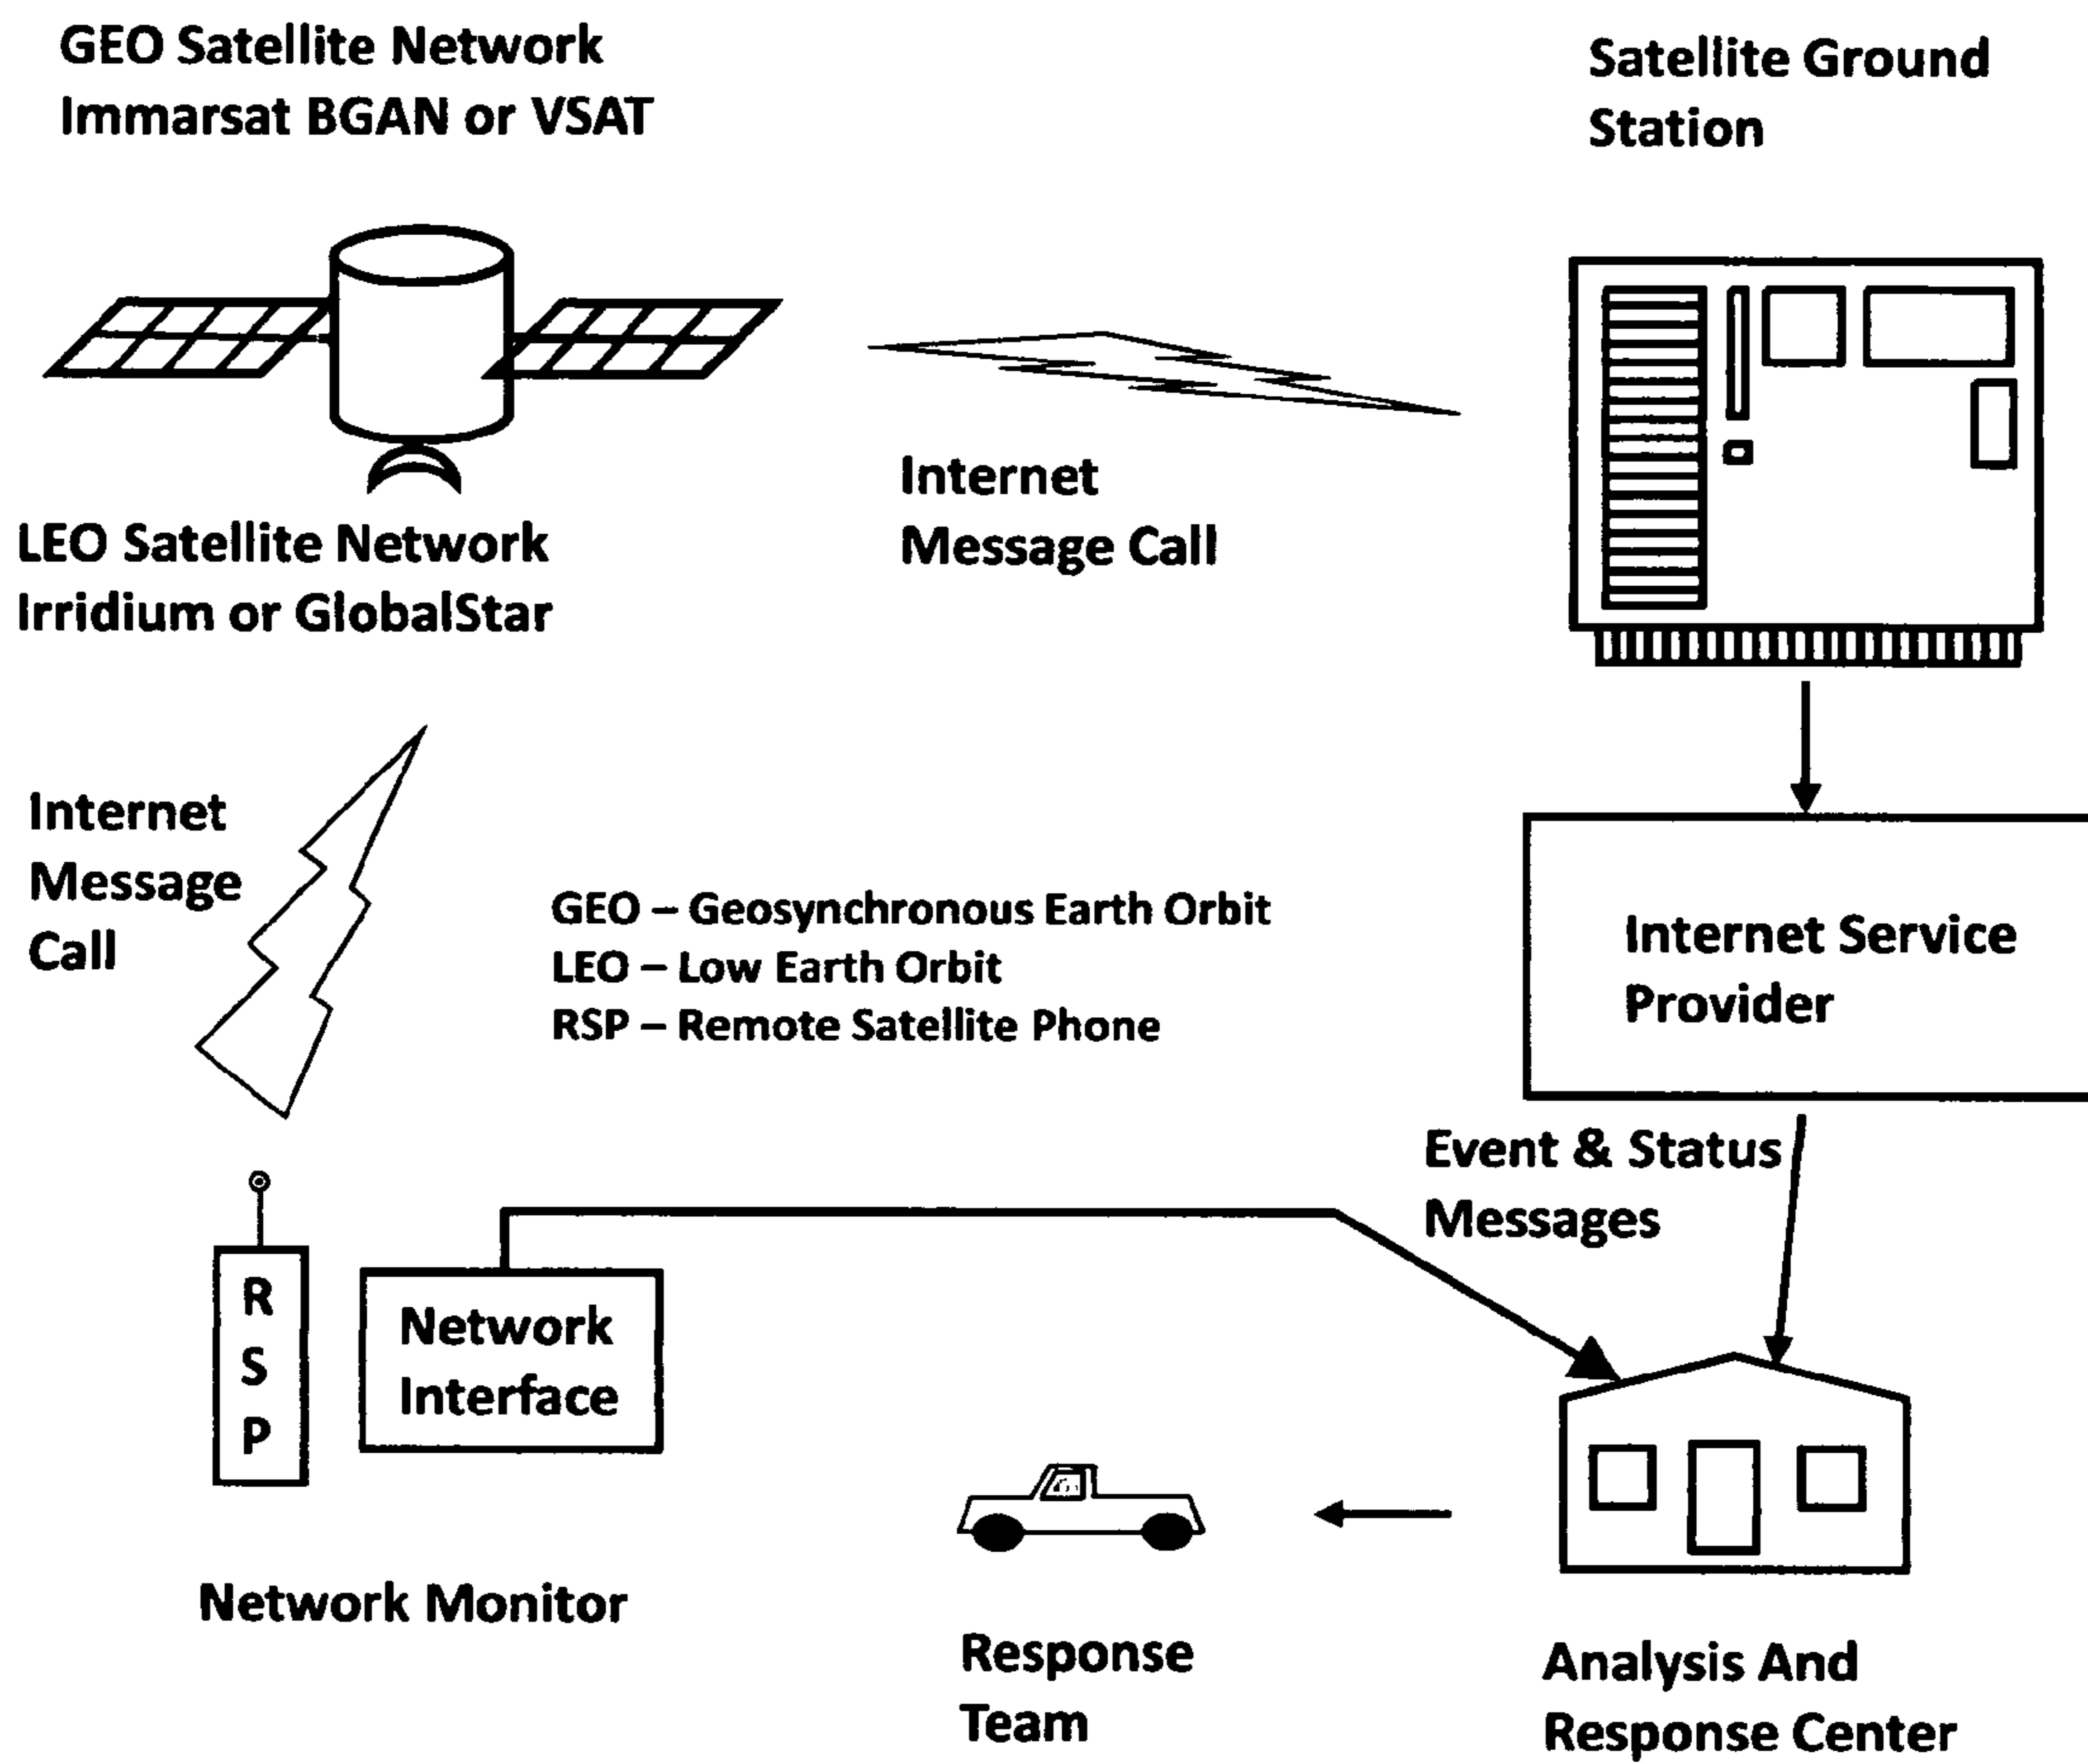 GEO Satellite Network
Immarsat BGAN or VSAT
Satellite Ground
Station
Internet
Message Call
LEO Satellite Network
Irridium or GlobalStar
Internet
Message
Call
GEO – Geosynchronous Earth Orbit
LEO – Low Earth Orbit
RSP – Remote Satellite Phone
Internet Service
Provider
Event & Status
Messages
R
S
P
Network
Interface
Network Monitor
Response
Team
Analysis And
Response Center